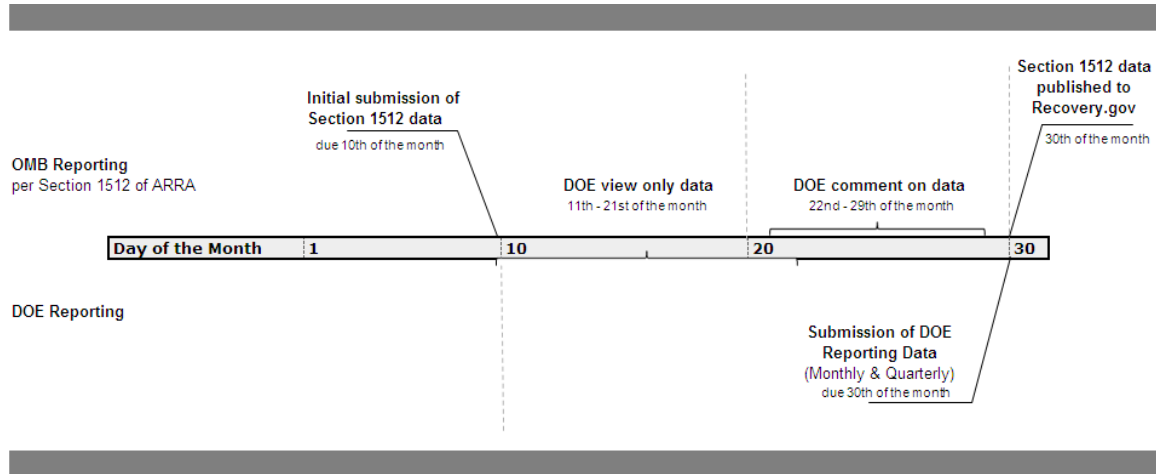 Section 1512 data
published to
Recovery.gov
30th of the month
Initial submission of
Section 1512 data
due 10th of the month
OMB Reporting
per Section 1512 of ARRA
DOE view only data
11th - 21st of the month
DOE comment on data
22nd - 29th of the month
Day of the Month 1 10 20 30
DOE Reporting
Submission of DOE
Reporting Data
(Monthly & Quarterly)
due 30th of the month